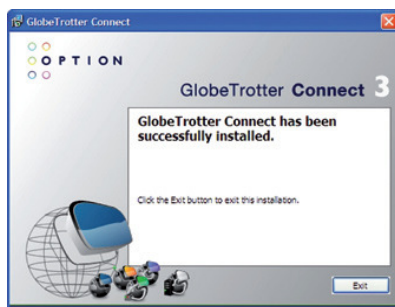 GlobeTrotter Connect
OPTION
GlobeTrotter Connect 3
GlobeTrotter Connect has been
successfully installed.
Click the Exit button to exit this installation.
Exit